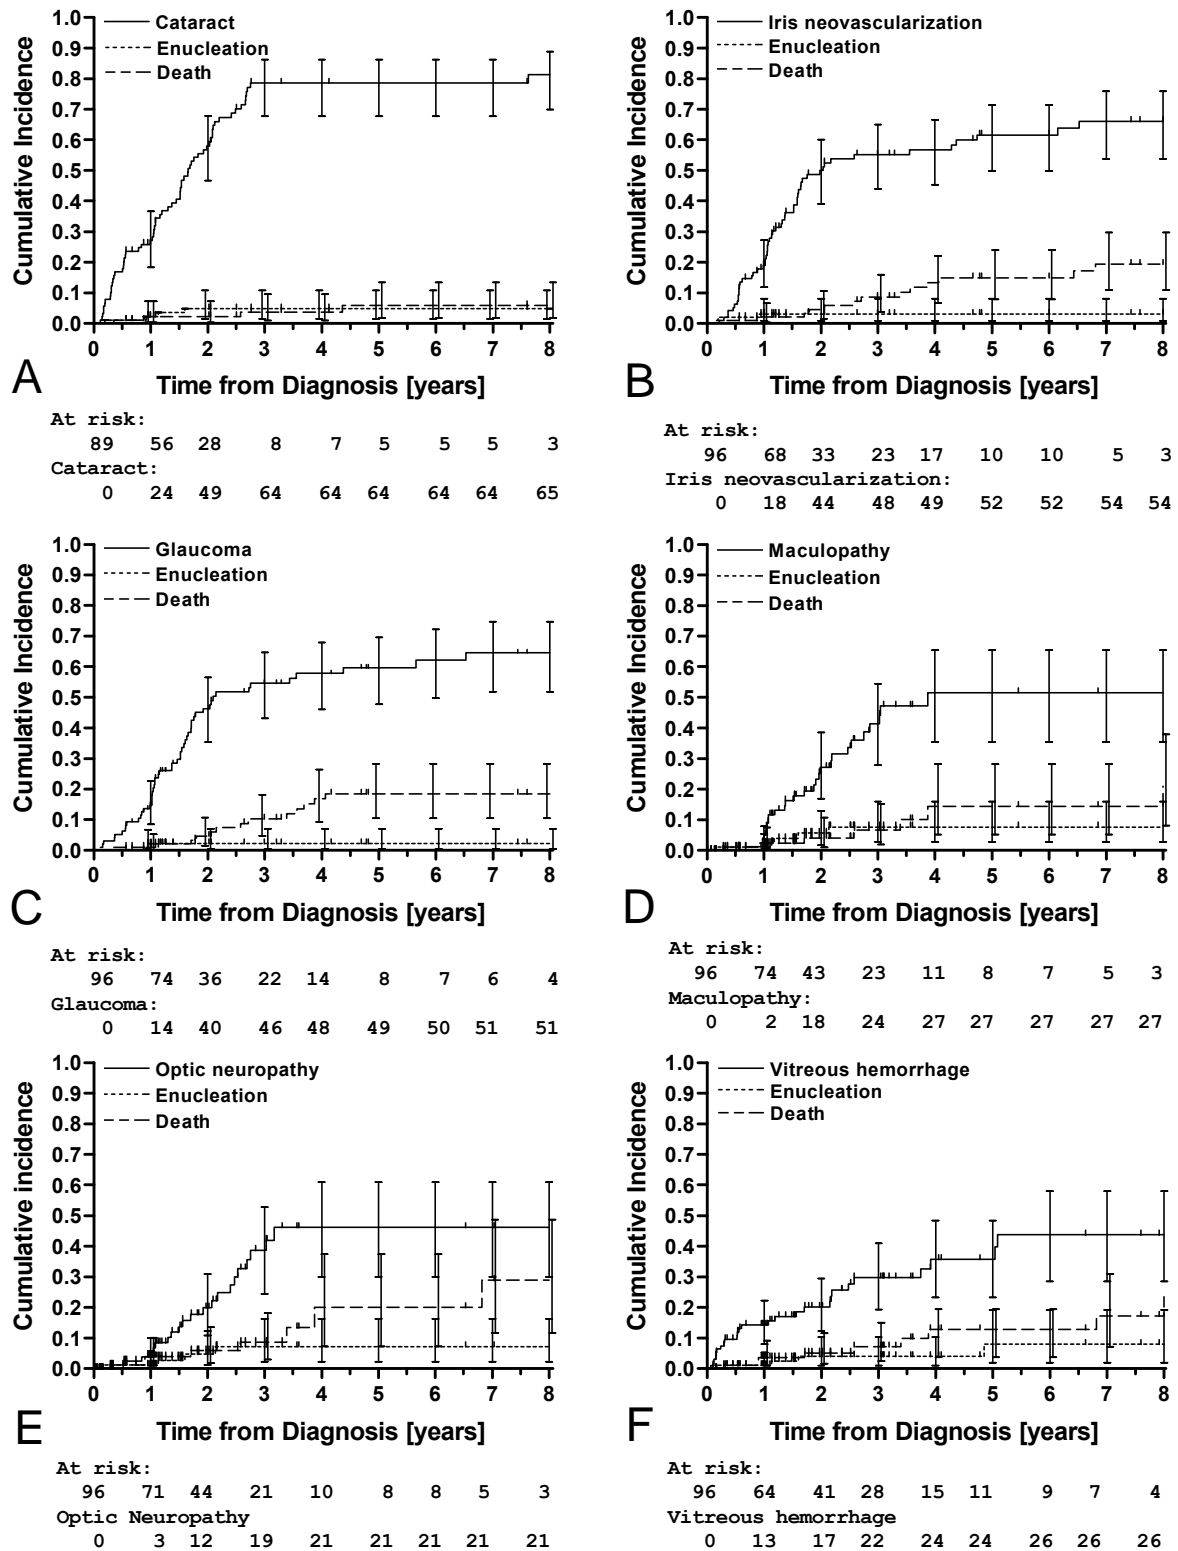 Cumulative Incidence
1.0
0.9
0.8
0.7
0.6
0.5
0.4
0.3
0.2
0.1
0.0
Cataract
Enucleation
Death
0 1 2 3 4 5 6 7 8
Time from Diagnosis [years]
A
At risk:
89 56 28 8 7 5 5 5 3
Cataract:
0 24 49 64 64 64 64 64 65
Cumulative Incidence
1.0
0.9
0.8
0.7
0.6
0.5
0.4
0.3
0.2
0.1
0.0
Iris neovascularization
Enucleation
Death
0 1 2 3 4 5 6 7 8
Time from Diagnosis [years]
B
At risk:
96 68 33 23 17 10 10 5 3
Iris neovascularization:
0 18 44 48 49 52 52 54 54
Cumulative Incidence
1.0
0.9
0.8
0.7
0.6
0.5
0.4
0.3
0.2
0.1
0.0
Glaucoma
Enucleation
Death
0 1 2 3 4 5 6 7 8
Time from Diagnosis [years]
C
At risk:
96 74 36 22 14 8 7 6 4
Glaucoma:
0 14 40 46 48 49 50 51 51
Cumulative Incidence
1.0
0.9
0.8
0.7
0.6
0.5
0.4
0.3
0.2
0.1
0.0
Maculopathy
Enucleation
Death
0 1 2 3 4 5 6 7 8
Time from Diagnosis [years]
D
At risk:
96 74 43 23 11 8 7 5 3
Maculopathy:
0 2 18 24 27 27 27 27 27
Cumulative incidence
1.0
0.9
0.8
0.7
0.6
0.5
0.4
0.3
0.2
0.1
0.0
Optic neuropathy
Enucleation
Death
0 1 2 3 4 5 6 7 8
Time from Diagnosis [years]
E
At risk:
96 71 44 21 10 8 8 5 3
Optic Neuropathy
0 3 12 19 21 21 21 21 21
Cumulative Incidence
1.0
0.9
0.8
0.7
0.6
0.5
0.4
0.3
0.2
0.1
0.0
Vitreous hemorrhage
Enucleation
Death
0 1 2 3 4 5 6 7 8
Time from Diagnosis [years]
F
At risk:
96 64 41 28 15 11 9 7 4
Vitreous hemorrhage
0 13 17 22 24 24 26 26 26